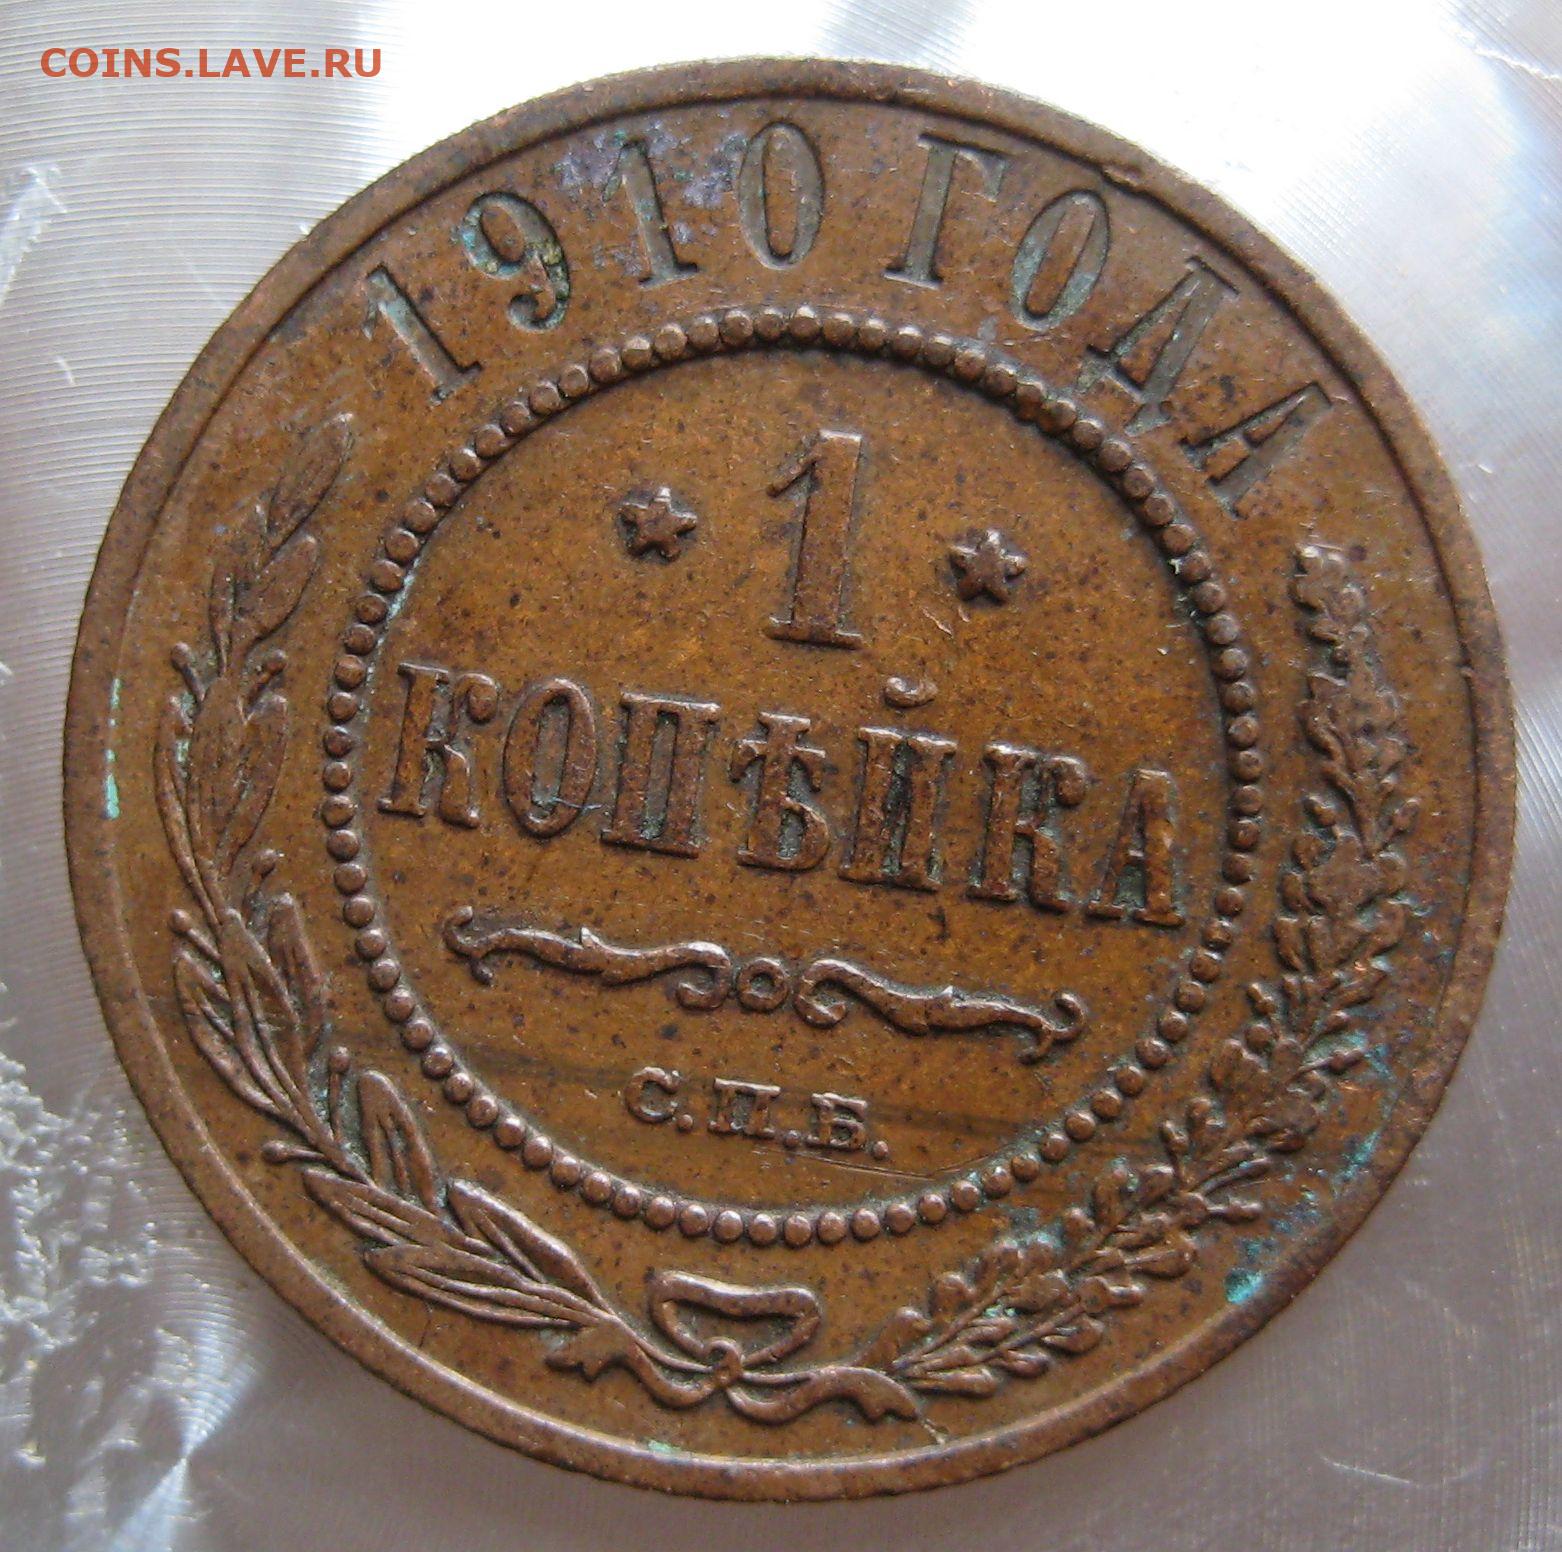 COINS.LAVE.RU
1910 ГОДА
1
КОПѢЙКА
С.П.Б.